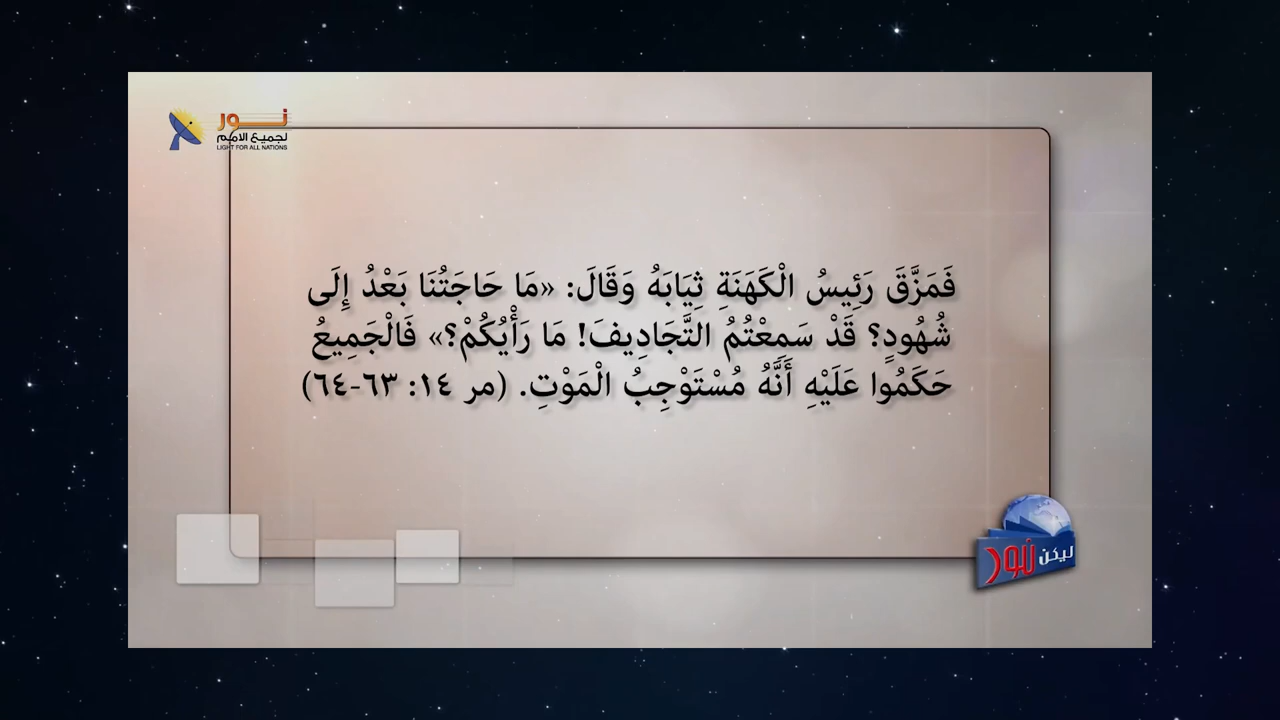 نور
لجميع الامم
LIGHT FOR ALL NATIONS
فَمَزَّقَ رَئِيسُ الْكَهَنَةِ ثِيَابَهُ وَقَالَ: «مَا حَاجَتُنَا بَعْدُ إِلَى
شُهُودٍ؟ قَدْ سَمِعْتُمُ التَّجَادِيفَ! مَا رَأْيُكُمْ؟» فَالْجَمِيعُ
حَكَمُوا عَلَيْهِ أَنَّهُ مُسْتَوْجِبُ الْمَوْتِ. (مر ١٤: ٦٣-٦٤)
ليكن نور